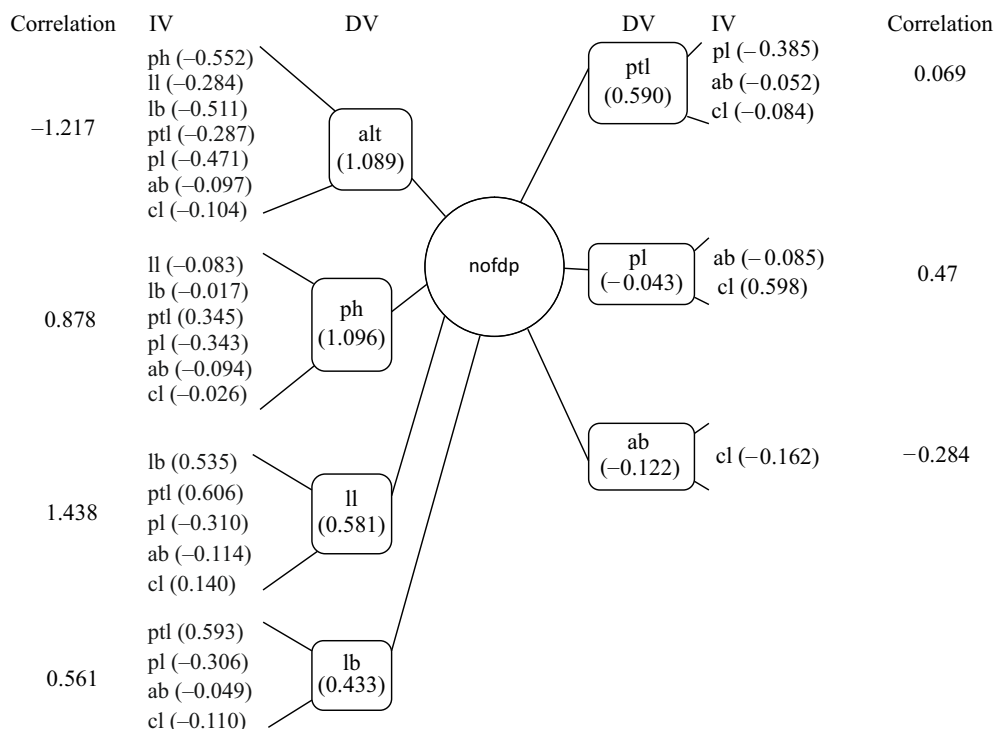 Correlation IV DV DV IV Correlation
ph (–0.552)
ll (–0.284)
lb (–0.511)
ptl (–0.287)
pl (–0.471)
ab (–0.097)
cl (–0.104)
–1.217
alt
(1.089)
ll (–0.083)
lb (–0.017)
ptl (0.345)
pl (–0.343)
ab (–0.094)
cl (–0.026)
0.878
ph
(1.096)
lb (0.535)
ptl (0.606)
pl (–0.310)
ab (–0.114)
cl (0.140)
1.438
ll
(0.581)
ptl (0.593)
pl (–0.306)
ab (–0.049)
cl (–0.110)
0.561
lb
(0.433)
nofdp
ptl
(0.590)
pl (–0.385)
ab (–0.052)
cl (–0.084)
0.069
pl
(–0.043)
ab (–0.085)
cl (0.598)
0.47
ab
(–0.122)
cl (–0.162)
–0.284